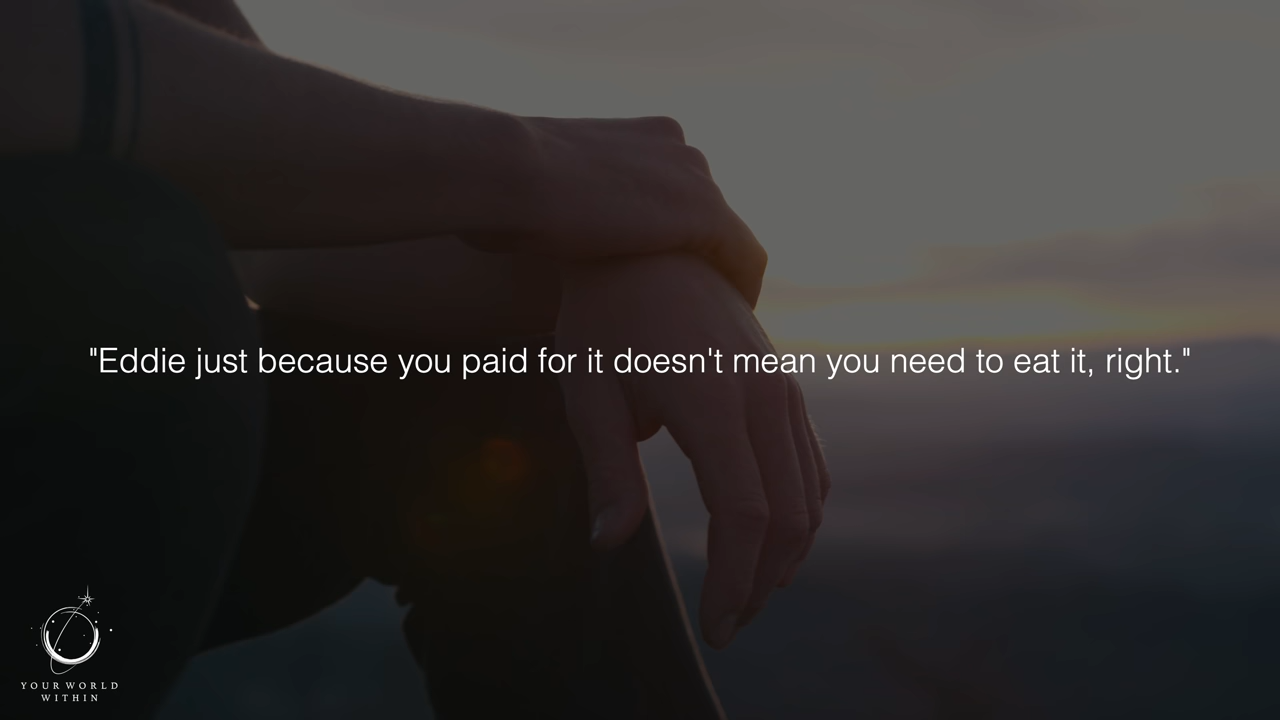 "Eddie just because you paid for it doesn't mean you need to eat it, right."
YOUR WORLD
WITHIN